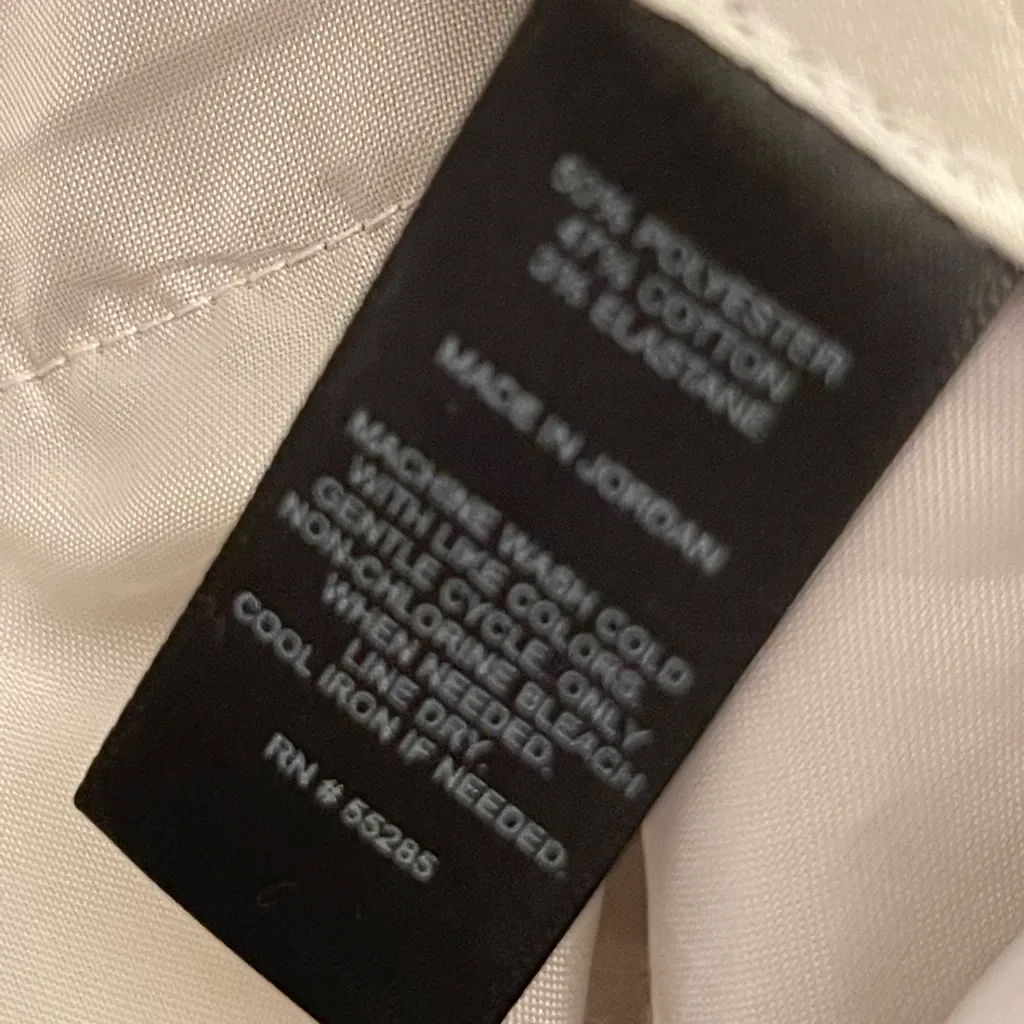 50% POLYESTER
47% COTTON
3% ELASTANE
MADE IN JORDAN
MACHINE WASH COLD
WITH LIKE COLORS,
GENTLE CYCLE. ONLY
NON-CHLORINE BLEACH
WHEN NEEDED.
LINE DRY.
COOL IRON IF NEEDED.
RN # 55285